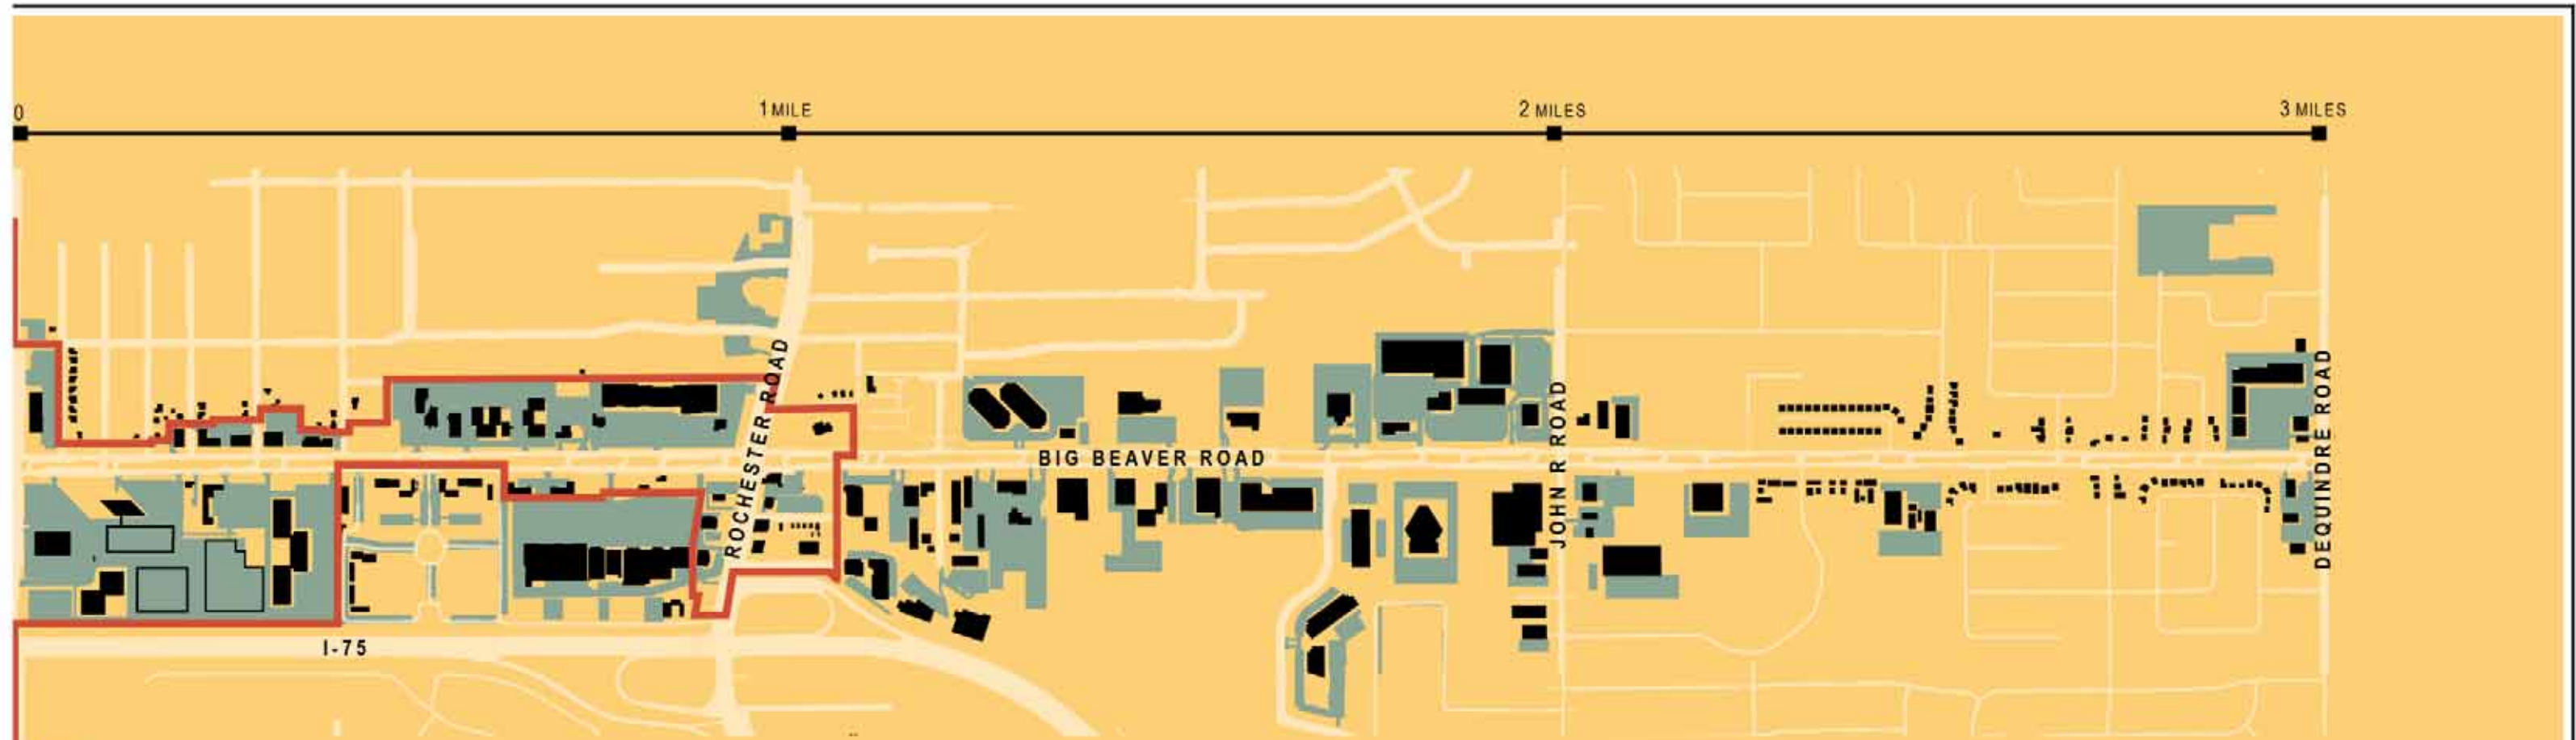 0
1 MILE
2 MILES
3 MILES
ROCHESTER ROAD
BIG BEAVER ROAD
JOHN R ROAD
DEQUINDRE ROAD
I-75